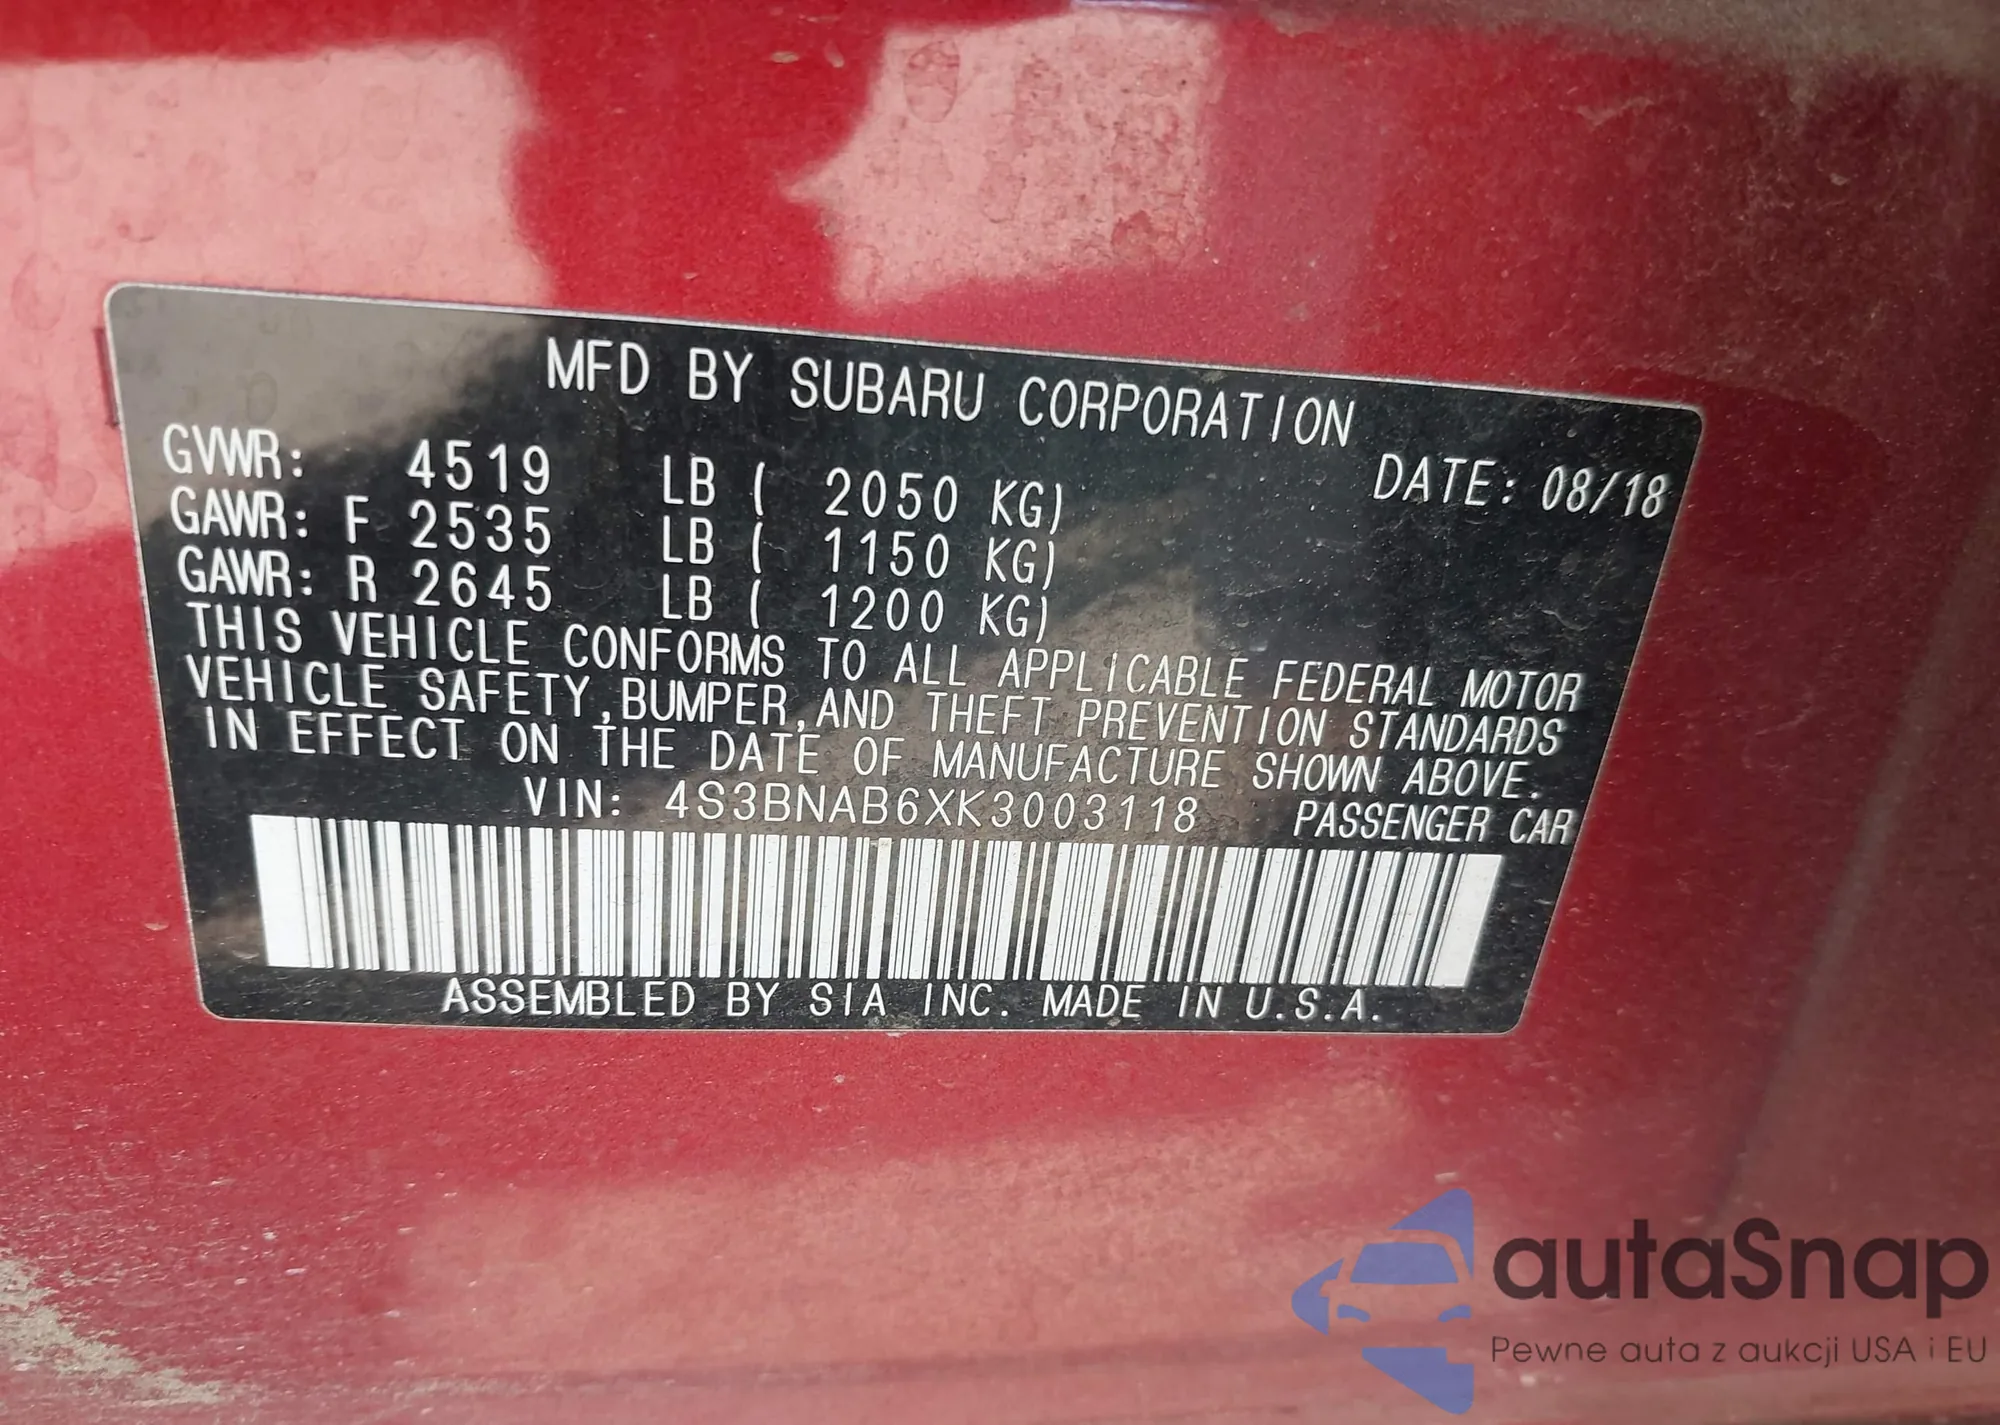 MFD BY SUBARU CORPORATION
GVWR: 4519 LB ( 2050 KG) DATE: 08/18
GAWR: F 2535 LB ( 1150 KG)
GAWR: R 2645 LB ( 1200 KG)
THIS VEHICLE CONFORMS TO ALL APPLICABLE FEDERAL MOTOR
VEHICLE SAFETY,BUMPER,AND THEFT PREVENTION STANDARDS
IN EFFECT ON THE DATE OF MANUFACTURE SHOWN ABOVE.
VIN: 4S3BNAB6XK3003118 PASSENGER CAR
ASSEMBLED BY SIA INC. MADE IN U.S.A.
autaSnap
Pewne auta z aukcji USA i EU